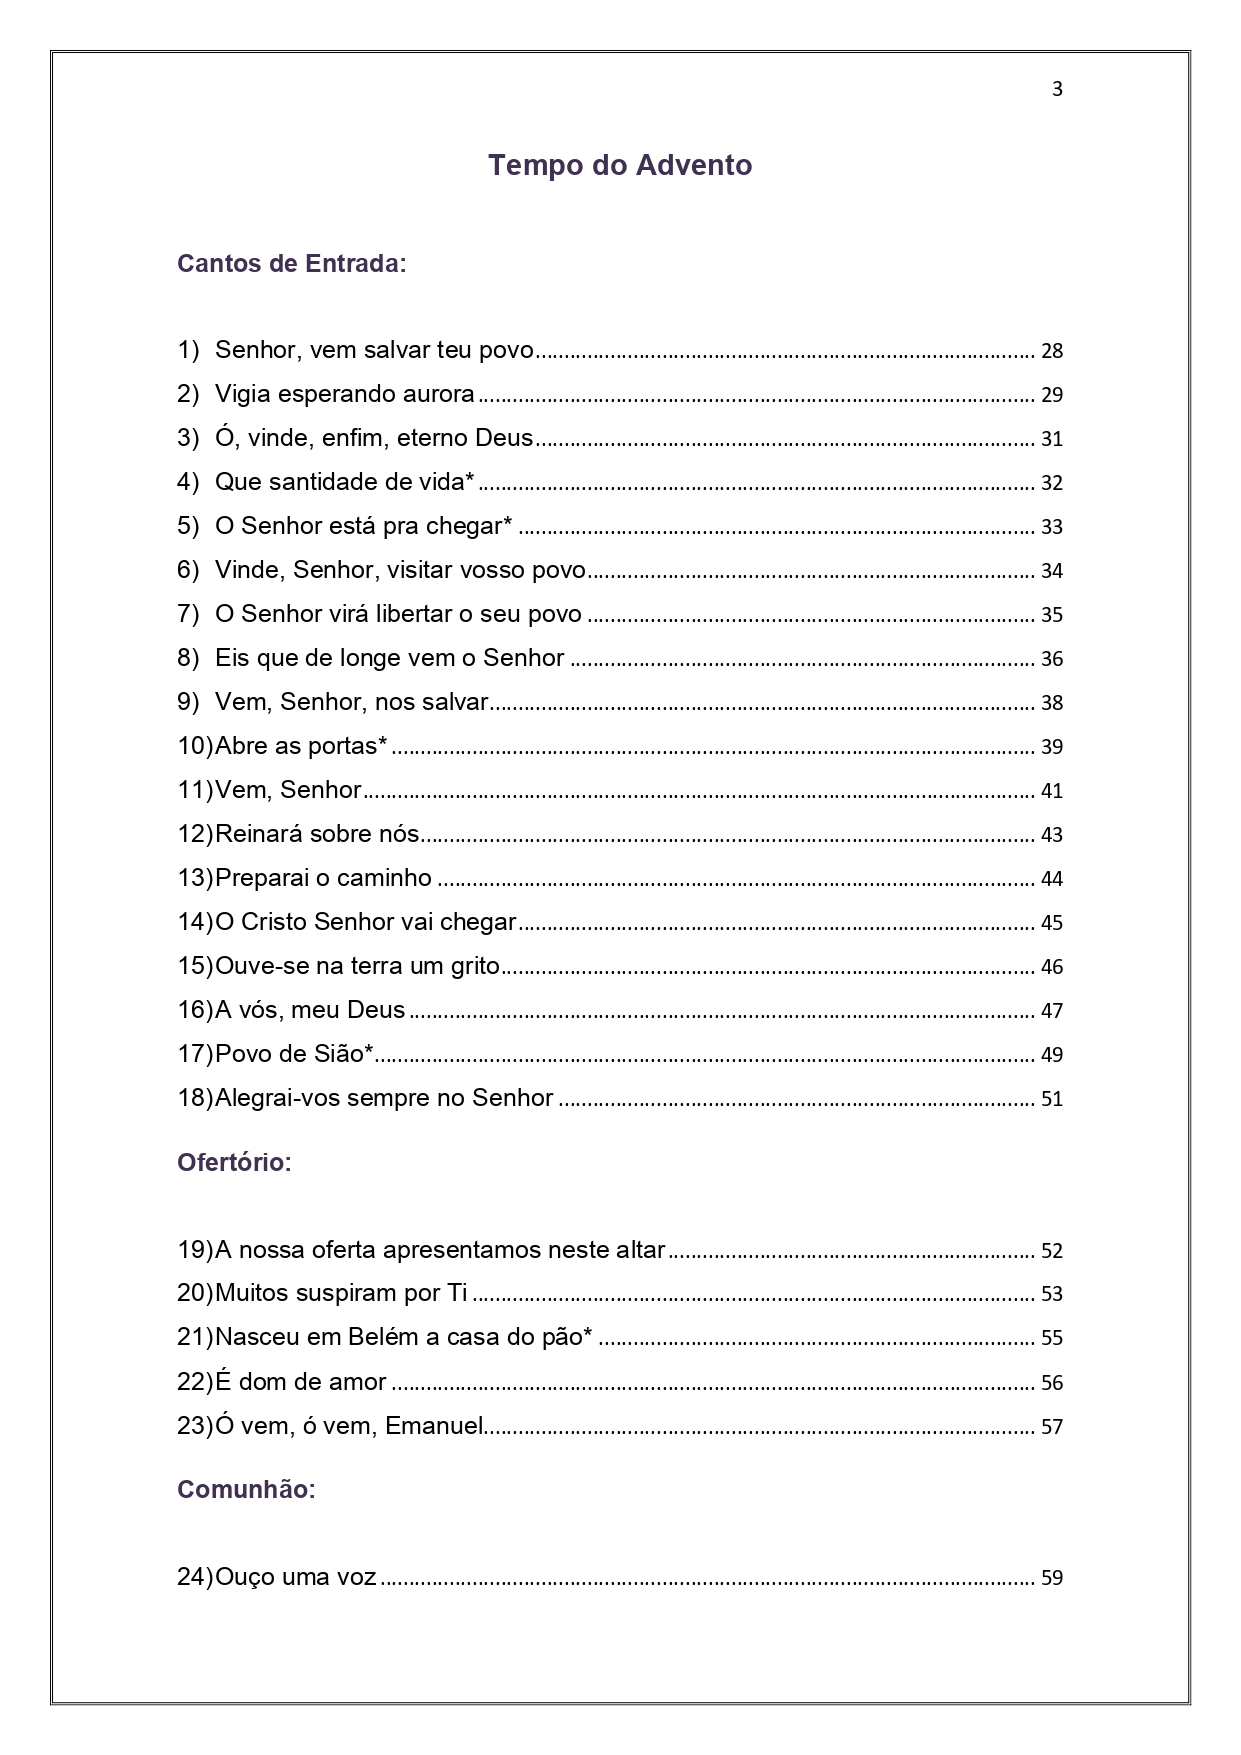 3
Tempo do Advento
Cantos de Entrada:
1) Senhor, vem salvar teu povo........ 28
2) Vigia esperando aurora........ 29
3) Ó, vinde, enfim, eterno Deus........ 31
4) Que santidade de vida*........ 32
5) O Senhor está pra chegar*........ 33
6) Vinde, Senhor, visitar vosso povo........ 34
7) O Senhor virá libertar o seu povo........ 35
8) Eis que de longe vem o Senhor........ 36
9) Vem, Senhor, nos salvar........ 38
10) Abre as portas*........ 39
11) Vem, Senhor........ 41
12) Reinará sobre nós........ 43
13) Preparai o caminho........ 44
14) O Cristo Senhor vai chegar........ 45
15) Ouve-se na terra um grito........ 46
16) A vós, meu Deus........ 47
17) Povo de Sião*........ 49
18) Alegrai-vos sempre no Senhor........ 51
Ofertório:
19) A nossa oferta apresentamos neste altar........ 52
20) Muitos suspiram por Ti........ 53
21) Nasceu em Belém a casa do pão*........ 55
22) É dom de amor........ 56
23) Ó vem, ó vem, Emanuel........ 57
Comunhão:
24) Ouço uma voz........ 59